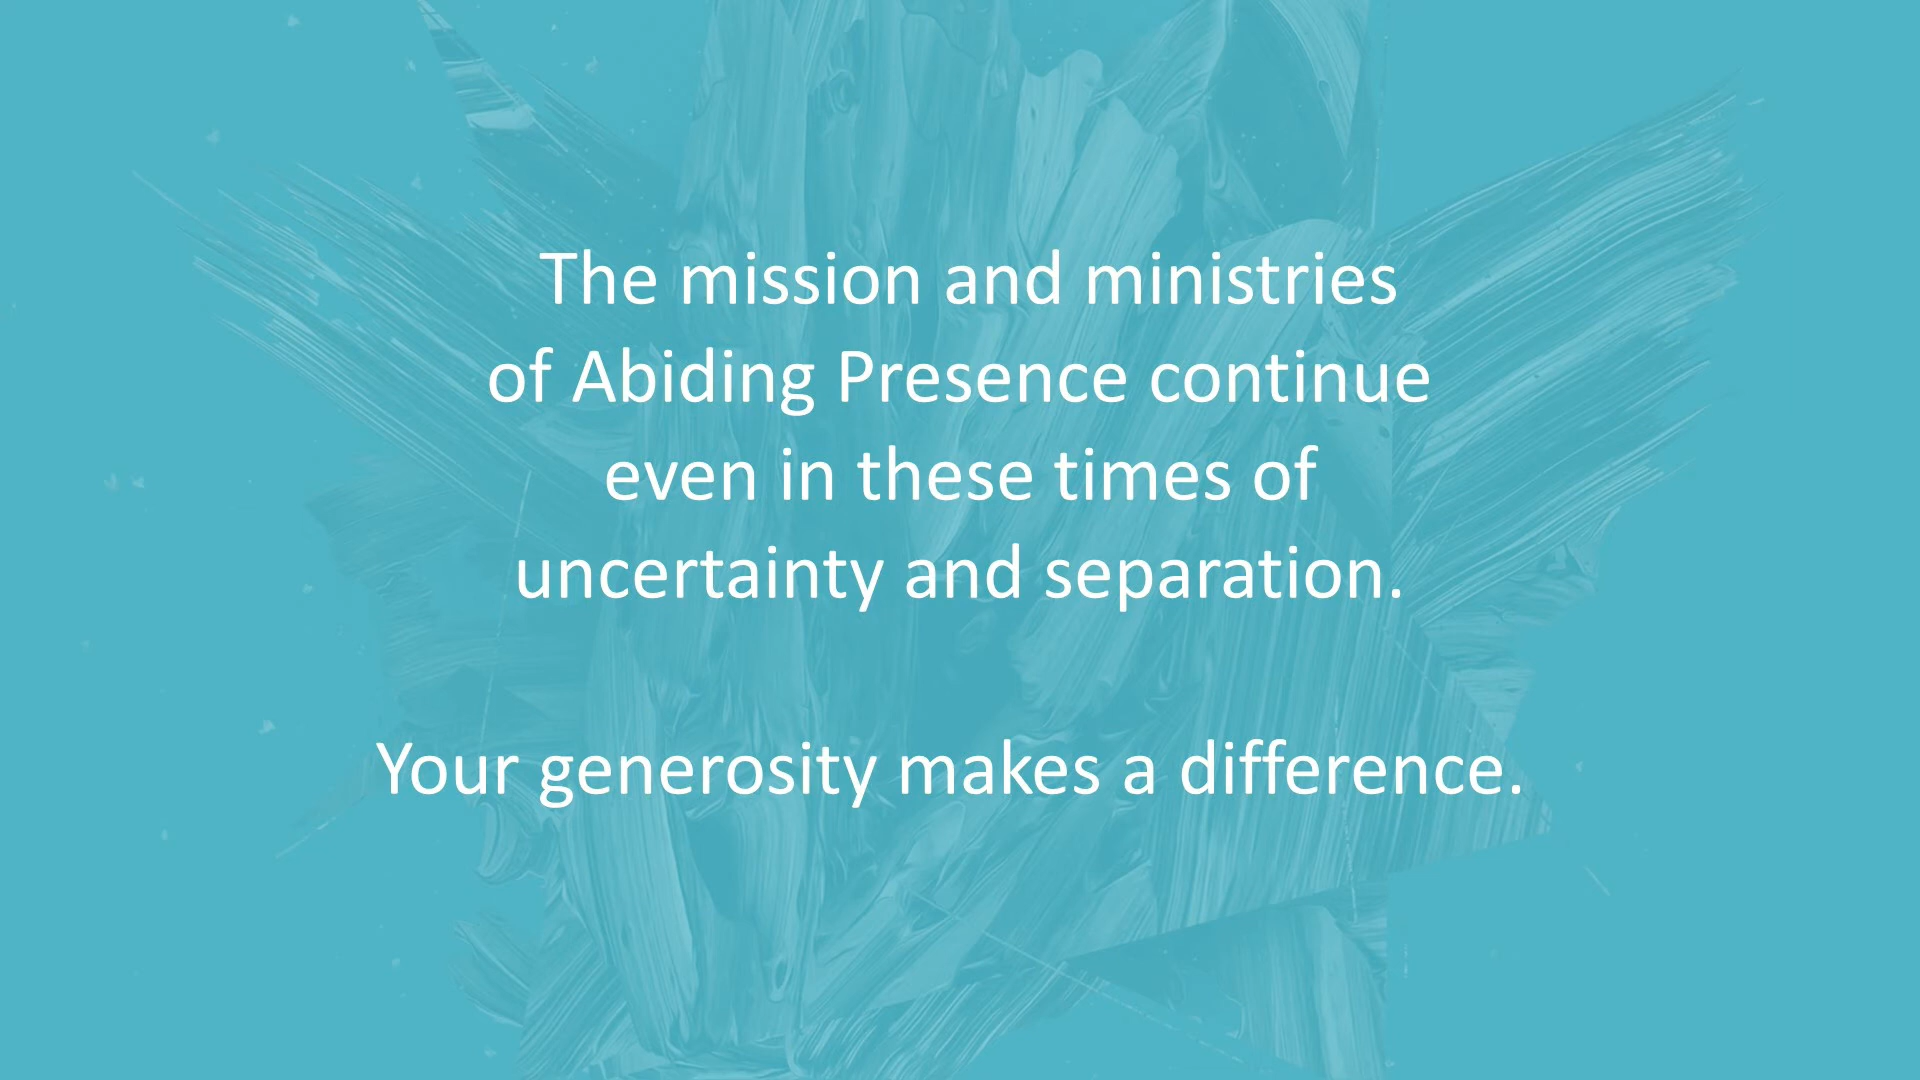 The mission and ministries
of Abiding Presence continue
even in these times of
uncertainty and separation.
Your generosity makes a difference.